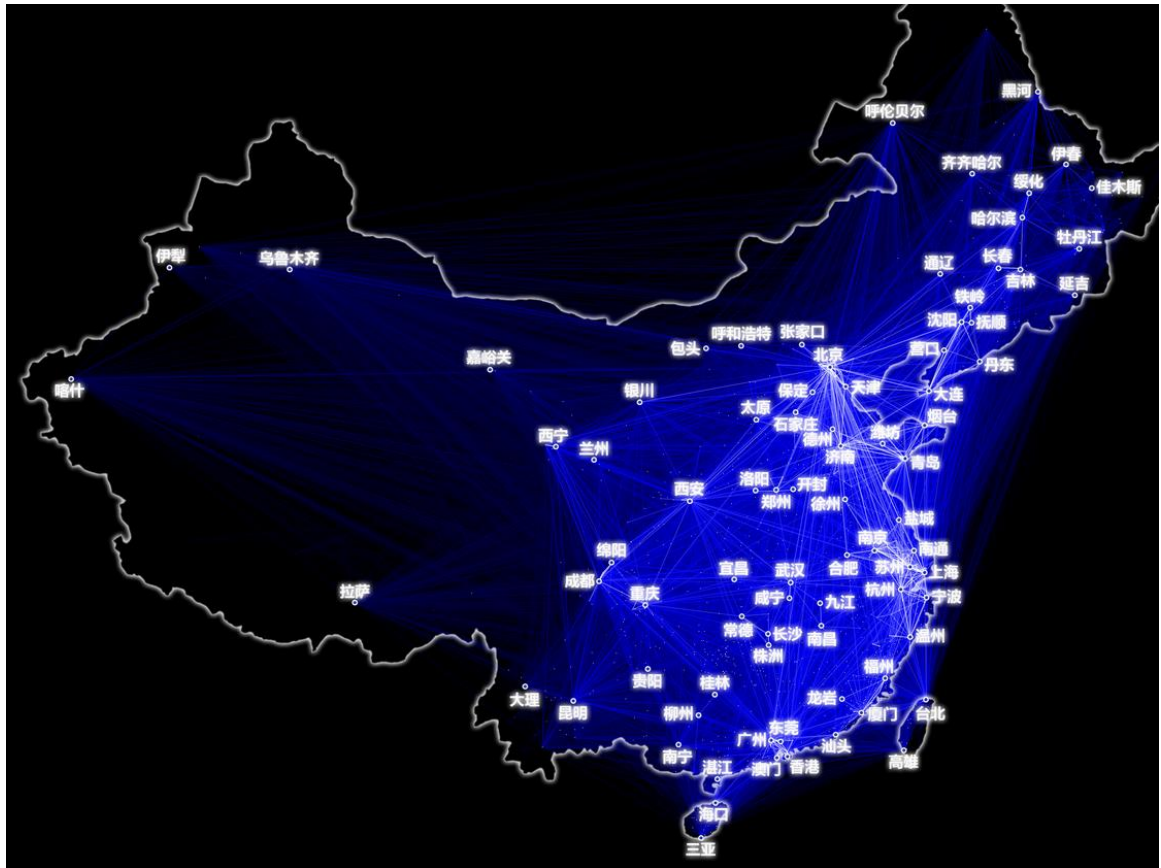 黑河
呼伦贝尔
伊春
齐齐哈尔
绥化
佳木斯
哈尔滨
牡丹江
伊犁
乌鲁木齐
通辽
长春
吉林
延吉
铁岭
沈阳
抚顺
呼和浩特
张家口
包头
北京
营口
嘉峪关
丹东
喀什
银川
保定
天津
大连
太原
石家庄
烟台
德州
潍坊
西宁
兰州
济南
青岛
西安
洛阳
郑州
开封
徐州
盐城
南京
绵阳
南通
成都
宜昌
武汉
合肥
苏州
上海
拉萨
重庆
咸宁
九江
杭州
宁波
常德
长沙
南昌
温州
株洲
福州
贵阳
桂林
大理
昆明
柳州
龙岩
厦门
台北
东莞
广州
汕头
南宁
湛江
澳门
香港
高雄
海口
三亚